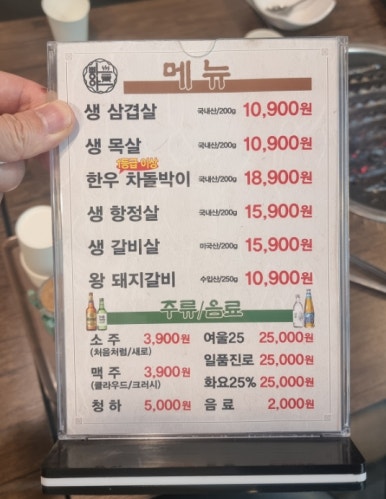 메뉴
생 삼겹살 국내산/200g 10,900원
생 목살 국내산/200g 10,900원
1등급 이상
한우 차돌박이 국내산/200g 18,900원
생 항정살 국내산/200g 15,900원
생 갈비살 미국산/200g 15,900원
왕 돼지갈비 수입산/250g 10,900원
주류/음료
소 주 3,900원 여울25 25,000원
(처음처럼/새로) 일품진로 25,000원
맥 주 3,900원 화요25% 25,000원
(클라우드/크러시)
청 하 5,000원 음 료 2,000원